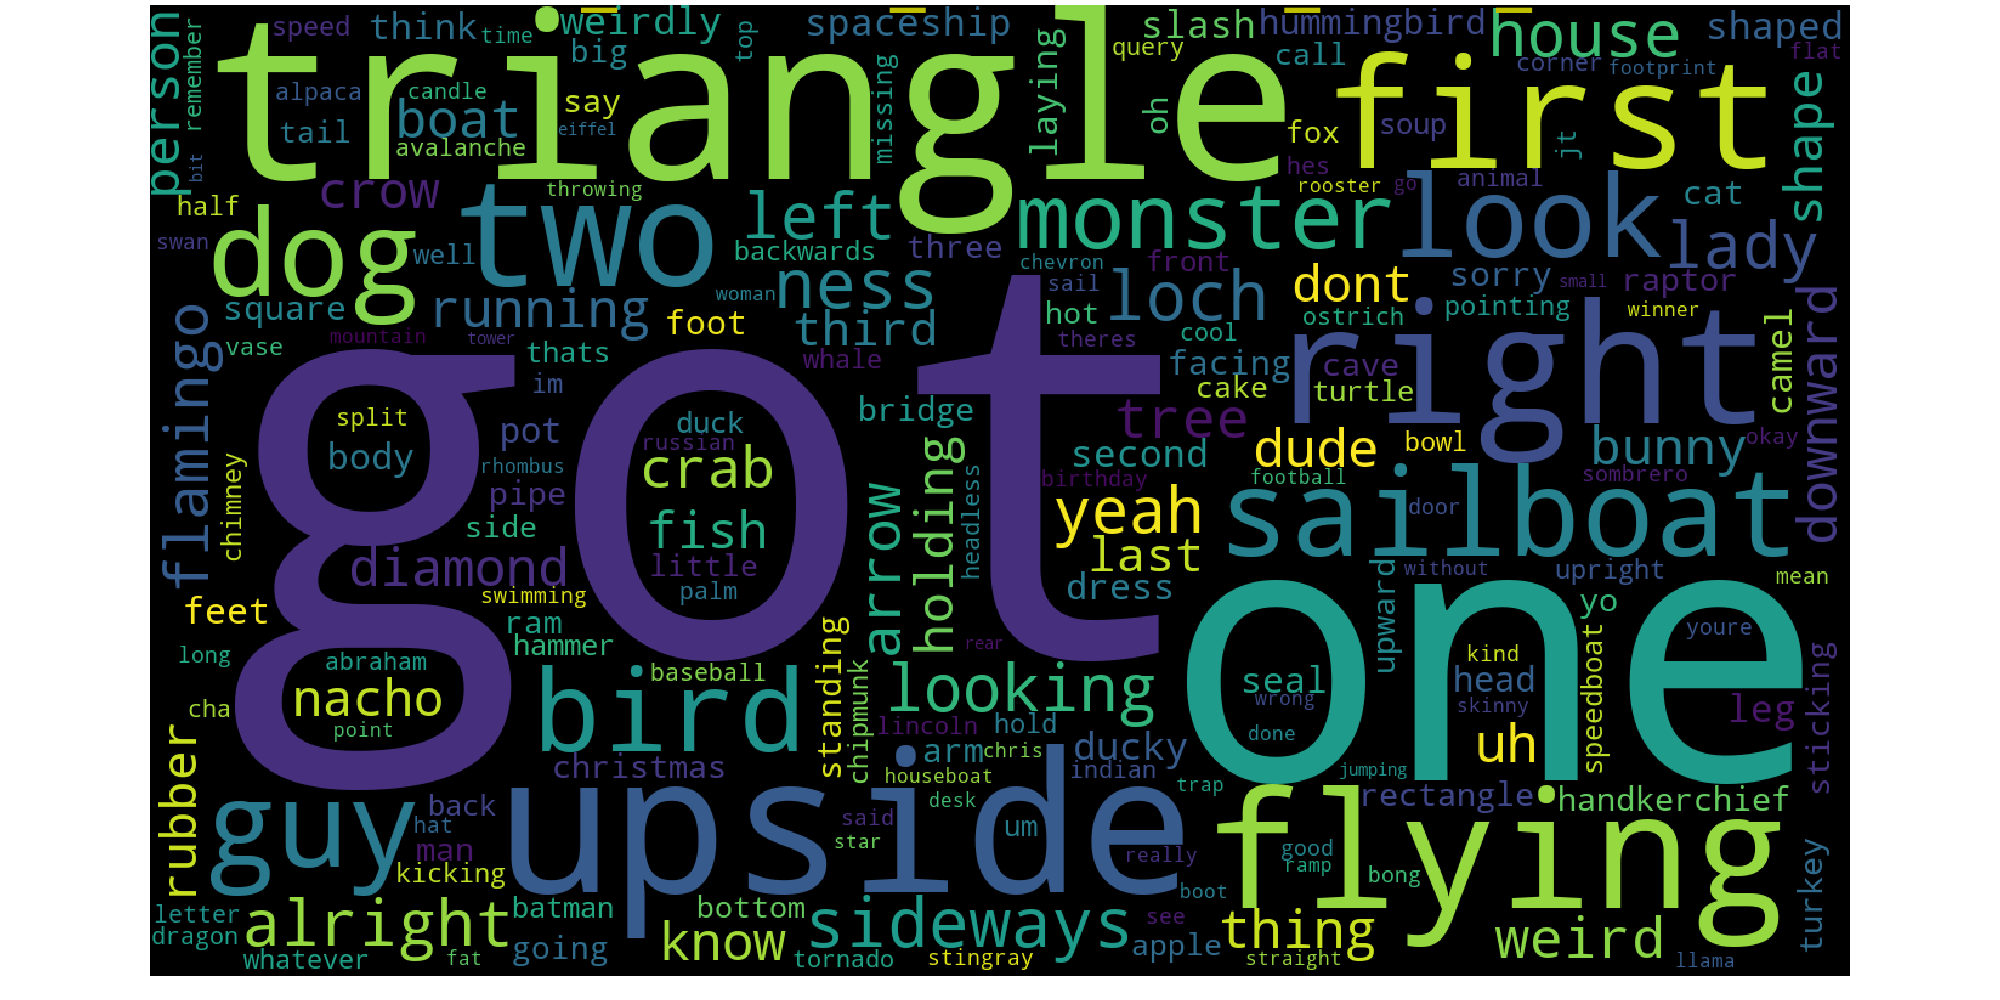 speed
think
time
weirdly
big
top
spaceship
slash
query
hummingbird
call
house
corner
footprint
shaped
flat
person
remember
bit
triangle
first
alpaca
candle
boat
say
eiffel
tail
avalanche
missing
laying
oh
fox
soup
jt
shape
hes
rooster
go
animal
cat
half
crow
throwing
two
left
monster
look
lady
swan
dog
well
backwards
three
chevron
front
sorry
raptor
small
square
running
woman
ness
sail
loch
dont
pointing
downward
flamingo
foot
third
hot
cool
ostrich
winner
vase
mountain
tower
thats
whale
theres
facing
cave
right
camel
im
cake
turtle
got
split
pot
duck
bridge
tree
body
russian
second
dude
bowl
bunny
okay
rhombus
crab
birthday
football
sombrero
chimney
pipe
arrow
holding
headless
yeah
sailboat
door
side
fish
last
diamond
little
dress
upward
without
upright
mean
feet
swimming
palm
one
yo
ram
hammer
rear
youre
long
abraham
baseball
standing
chipmunk
looking
seal
kind
head
speedboat
sticking
nacho
bird
wrong
skinny
leg
cha
point
lincoln
hold
done
uh
rubber
christmas
arm
chris
ducky
houseboat
indian
trap
jumping
guy
back
upside
desk
flying
rectangle
handkerchief
hat
said
um
man
star
really
good
ramp
turkey
kicking
boot
bong
letter
alright
batman
bottom
sideways
see
thing
weird
dragon
going
know
apple
whatever
fat
tornado
stingray
straight
llama